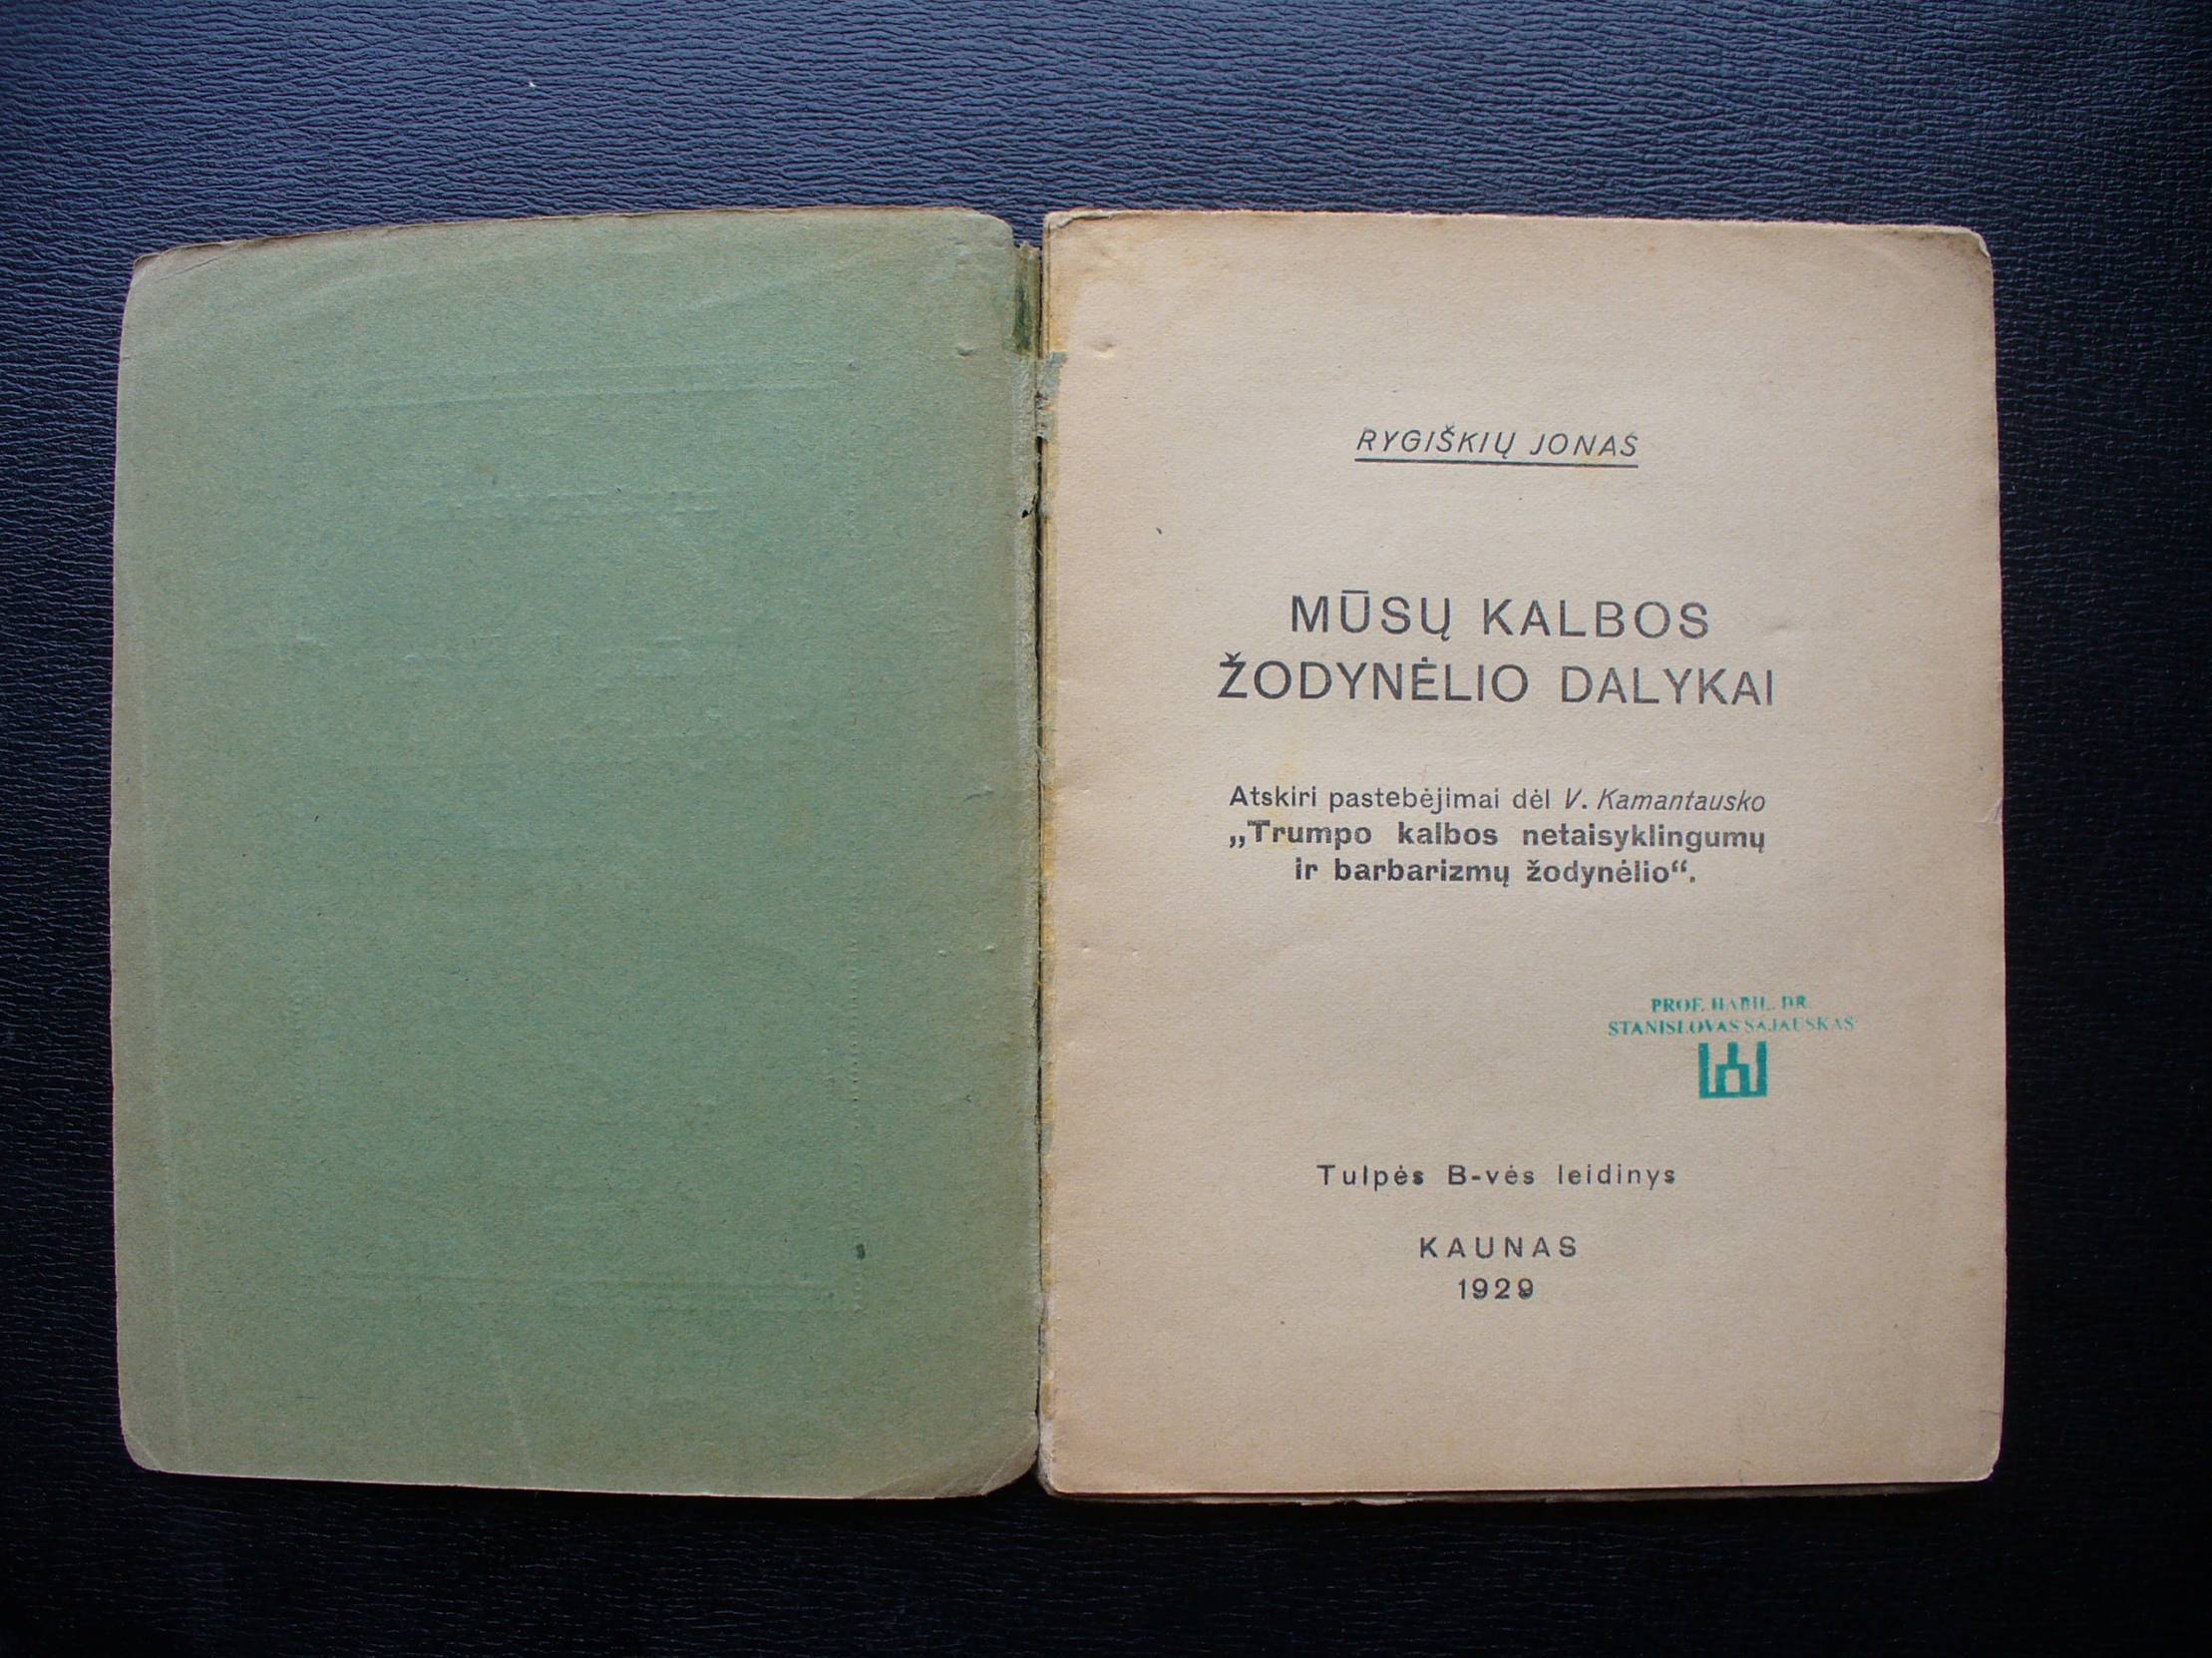 RYGIŠKIŲ JONAS
MŪSŲ KALBOS
ŽODYNĖLIO DALYKAI
Atskiri pastebėjimai dėl V. Kamantausko
„Trumpo kalbos netaisyklingumų
ir barbarizmų žodynėlio“.
PROF. HABIL. DR.
STANISLOVAS SAJAUSKAS
Tulpės B-vės leidinys
KAUNAS
1929